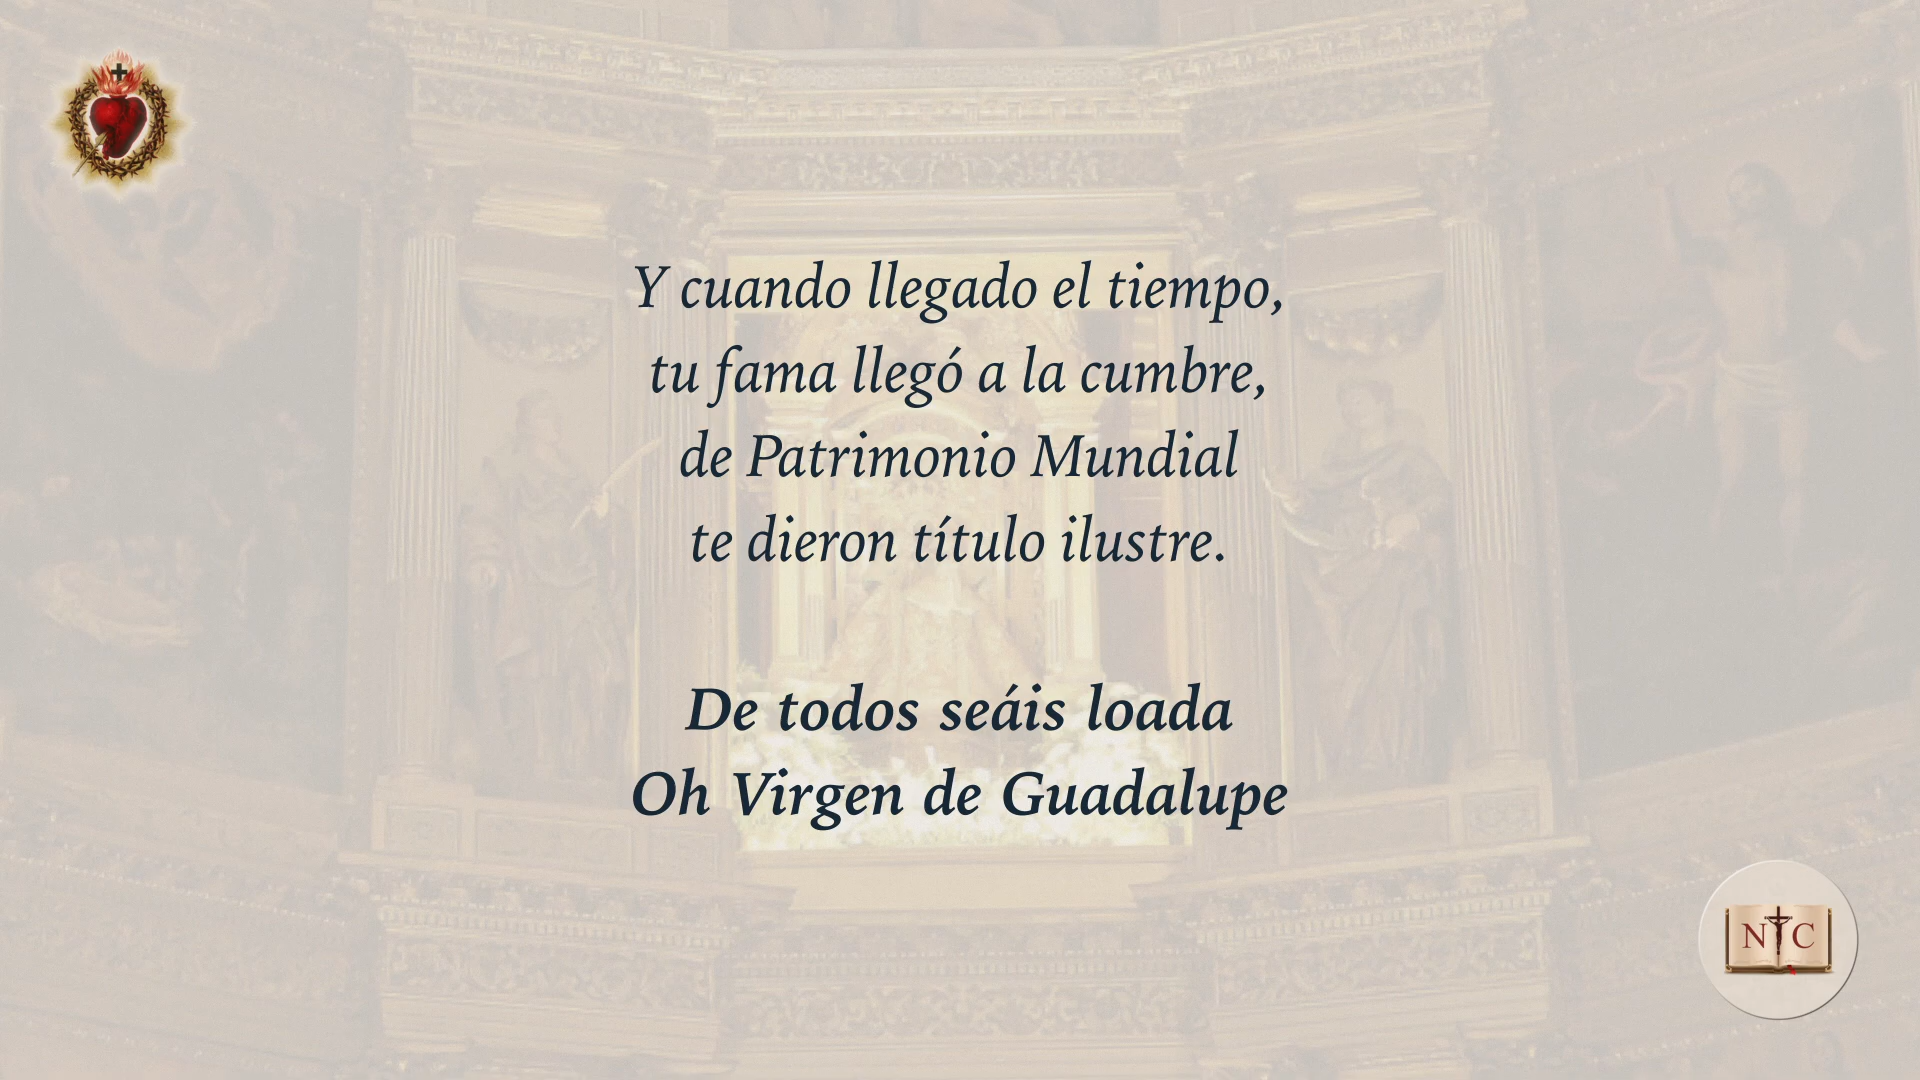 Y cuando llegado el tiempo,
tu fama llegó a la cumbre,
de Patrimonio Mundial
te dieron título ilustre.
De todos seáis loada
Oh Virgen de Guadalupe
N C